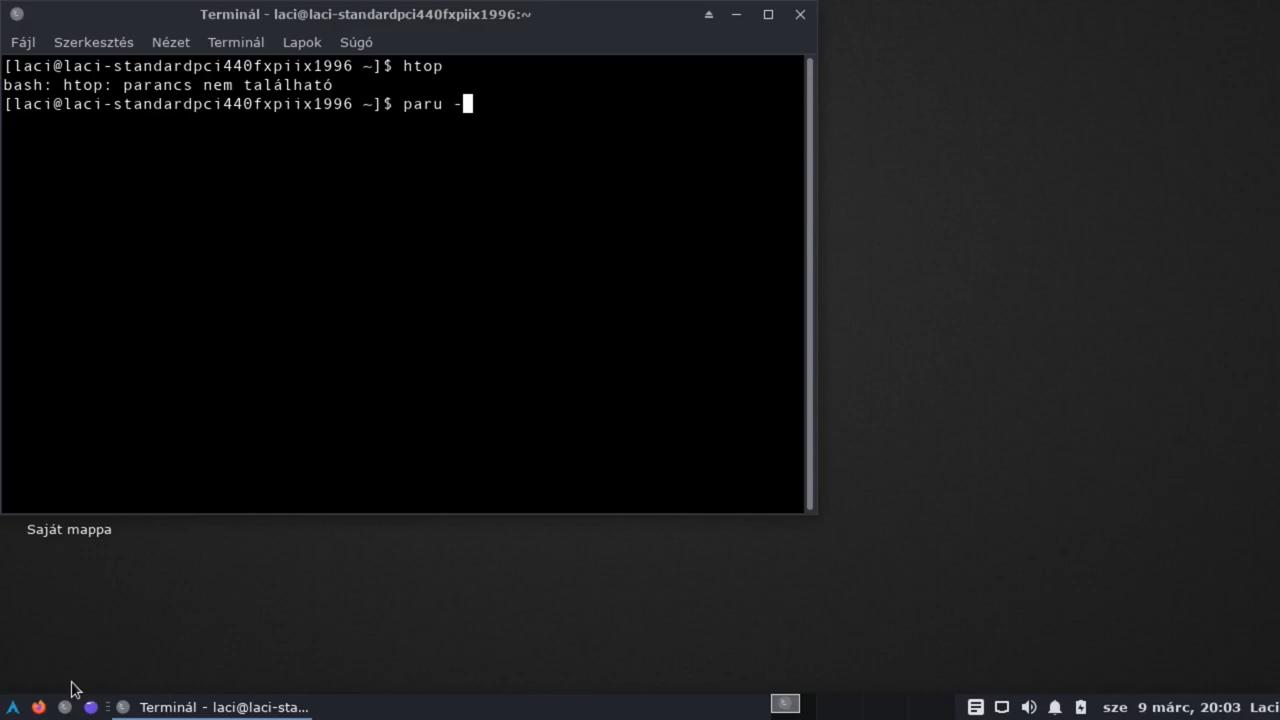 Terminál - laci@laci-standardpci440fxpiix1996:~
Fájl Szerkesztés Nézet Terminál Lapok Súgó
[laci@laci-standardpci440fxpiix1996 ~]$ htop
bash: htop: parancs nem található
[laci@laci-standardpci440fxpiix1996 ~]$ paru -
Saját mappa
Terminál - laci@laci-sta... sze 9 márc, 20:03 Laci